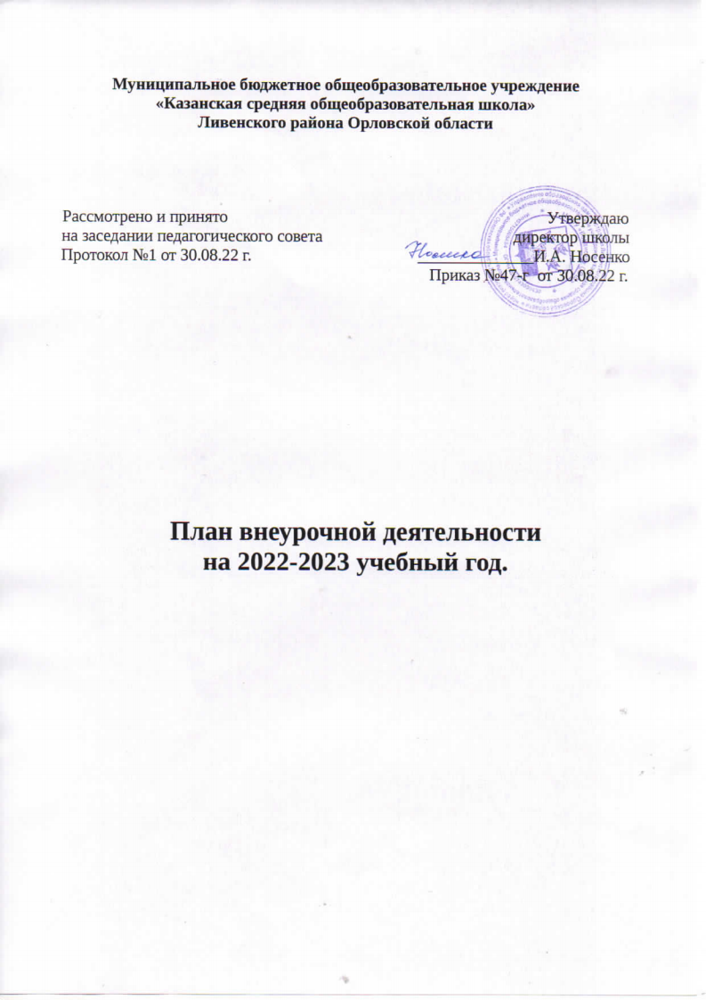 Муниципальное бюджетное общеобразовательное учреждение
«Казанская средняя общеобразовательная школа»
Ливенского района Орловской области
Рассмотрено и принято
на заседании педагогического совета
Протокол №1 от 30.08.22 г.
Утверждаю
директор школы
И.А. Носенко
Приказ №47-г от 30.08.22 г.
План внеурочной деятельности
на 2022-2023 учебный год.